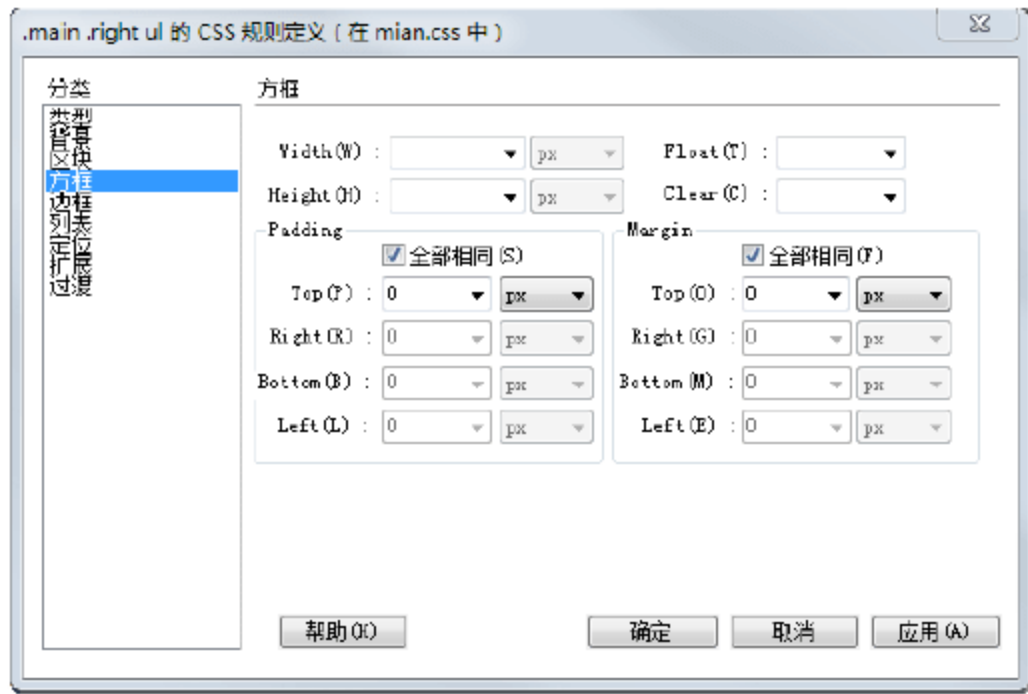 .main .right ul 的 CSS 规则定义（在 mian.css 中）
分类
类型
背景
区块
方框
边框
列表
定位
扩展
过渡
方框
Width(W) : px Float(T) :
Height(H) : px Clear(C) :
Padding Margin
全部相同(S) 全部相同(F)
Top(P) : 0 px Top(O) : 0 px
Right(R) : 0 px Right(G) : 0 px
Bottom(B) : 0 px Bottom(M) : 0 px
Left(L) : 0 px Left(E) : 0 px
帮助(H) 确定 取消 应用(A)